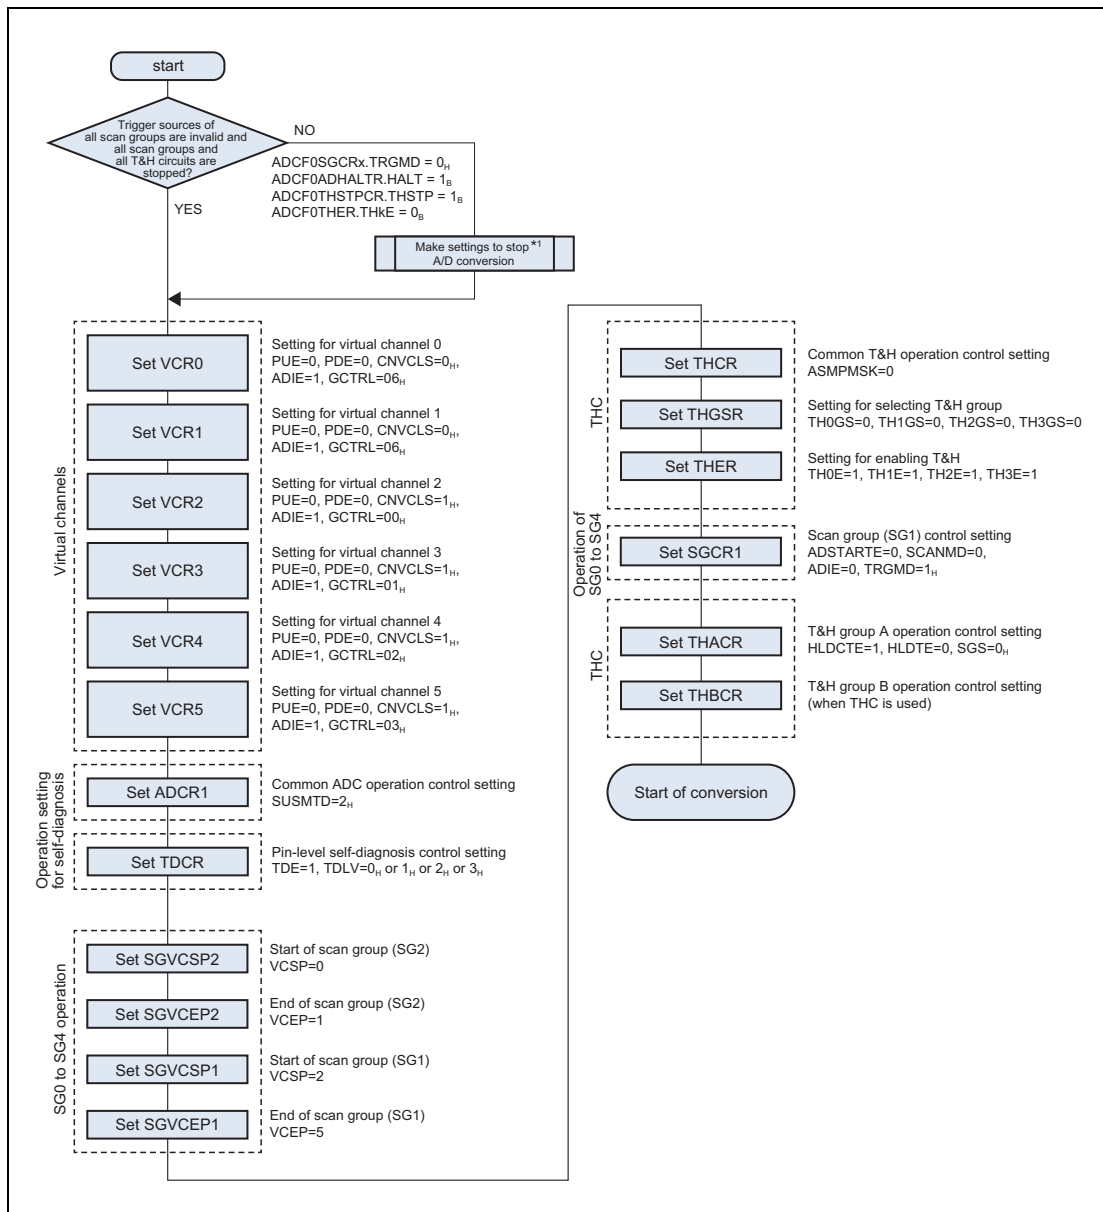 start
Trigger sources of
all scan groups are invalid and
all scan groups and
all T&H circuits are
stopped?
NO
YES
ADCF0SGCRx.TRGMD = 0H
ADCF0ADHALTR.HALT = 1B
ADCF0THSTPCR.THSTP = 1B
ADCF0THER.THkE = 0B
Make settings to stop *1
A/D conversion
Virtual channels
Set VCR0
Setting for virtual channel 0
PUE=0, PDE=0, CNVCLS=0H,
ADIE=1, GCTRL=06H
Set VCR1
Setting for virtual channel 1
PUE=0, PDE=0, CNVCLS=0H,
ADIE=1, GCTRL=06H
Set VCR2
Setting for virtual channel 2
PUE=0, PDE=0, CNVCLS=1H,
ADIE=1, GCTRL=00H
Set VCR3
Setting for virtual channel 3
PUE=0, PDE=0, CNVCLS=1H,
ADIE=1, GCTRL=01H
Set VCR4
Setting for virtual channel 4
PUE=0, PDE=0, CNVCLS=1H,
ADIE=1, GCTRL=02H
Set VCR5
Setting for virtual channel 5
PUE=0, PDE=0, CNVCLS=1H,
ADIE=1, GCTRL=03H
Operation setting
for self-diagnosis
Set ADCR1
Common ADC operation control setting
SUSMTD=2H
Set TDCR
Pin-level self-diagnosis control setting
TDE=1, TDLV=0H or 1H or 2H or 3H
SG0 to SG4 operation
Set SGVCSP2
Start of scan group (SG2)
VCSP=0
Set SGVCEP2
End of scan group (SG2)
VCEP=1
Set SGVCSP1
Start of scan group (SG1)
VCSP=2
Set SGVCEP1
End of scan group (SG1)
VCEP=5
THC
Set THCR
Common T&H operation control setting
ASMPMSK=0
Set THGSR
Setting for selecting T&H group
TH0GS=0, TH1GS=0, TH2GS=0, TH3GS=0
Set THER
Setting for enabling T&H
TH0E=1, TH1E=1, TH2E=1, TH3E=1
Operation of
SG0 to SG4
Set SGCR1
Scan group (SG1) control setting
ADSTARTE=0, SCANMD=0,
ADIE=0, TRGMD=1H
THC
Set THACR
T&H group A operation control setting
HLDCTE=1, HLDTE=0, SGS=0H
Set THBCR
T&H group B operation control setting
(when THC is used)
Start of conversion